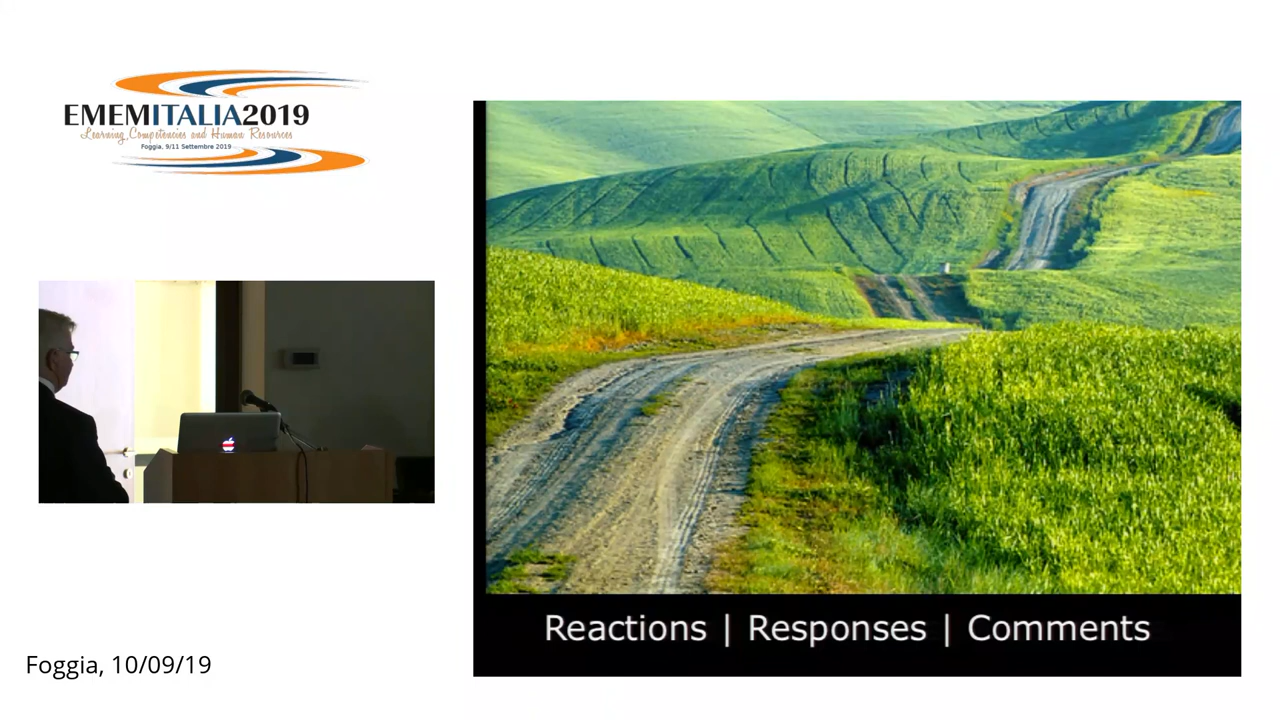 EMEMITALIA2019
Learning, Competencies and Human Resources
Foggia, 9/11 Settembre 2019
Reactions | Responses | Comments
Foggia, 10/09/19